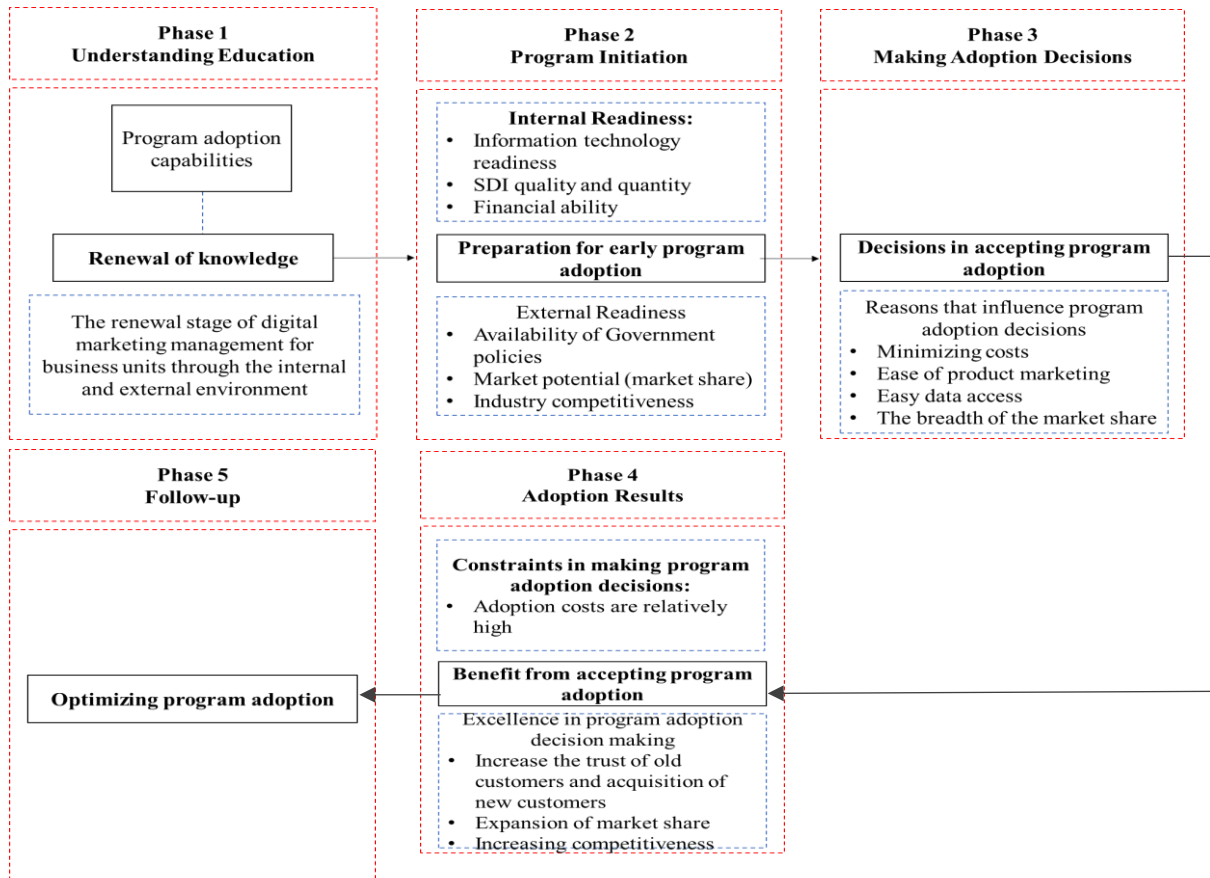 Phase 1
Understanding Education
Program adoption
capabilities
Renewal of knowledge
The renewal stage of digital
marketing management for
business units through the internal
and external environment
Phase 2
Program Initiation
Internal Readiness:
• Information technology
readiness
• SDI quality and quantity
• Financial ability
Preparation for early program
adoption
External Readiness
• Availability of Government
policies
• Market potential (market share)
• Industry competitiveness
Phase 3
Making Adoption Decisions
Decisions in accepting program
adoption
Reasons that influence program
adoption decisions
• Minimizing costs
• Ease of product marketing
• Easy data access
• The breadth of the market share
Phase 4
Adoption Results
Constraints in making program
adoption decisions:
• Adoption costs are relatively
high
Benefit from accepting program
adoption
Excellence in program adoption
decision making
• Increase the trust of old
customers and acquisition of
new customers
• Expansion of market share
• Increasing competitiveness
Phase 5
Follow-up
Optimizing program adoption